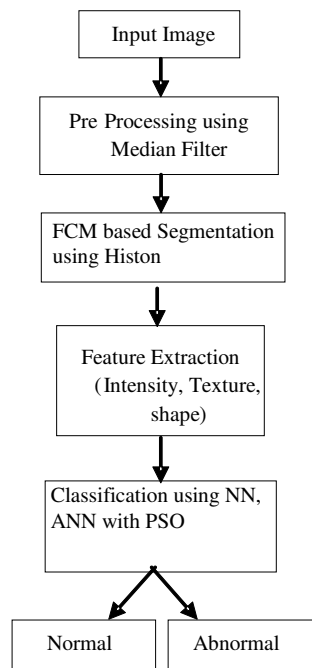 Input Image
Pre Processing using
Median Filter
FCM based Segmentation
using Histon
Feature Extraction
(Intensity, Texture,
shape)
Classification using NN,
ANN with PSO
Normal
Abnormal